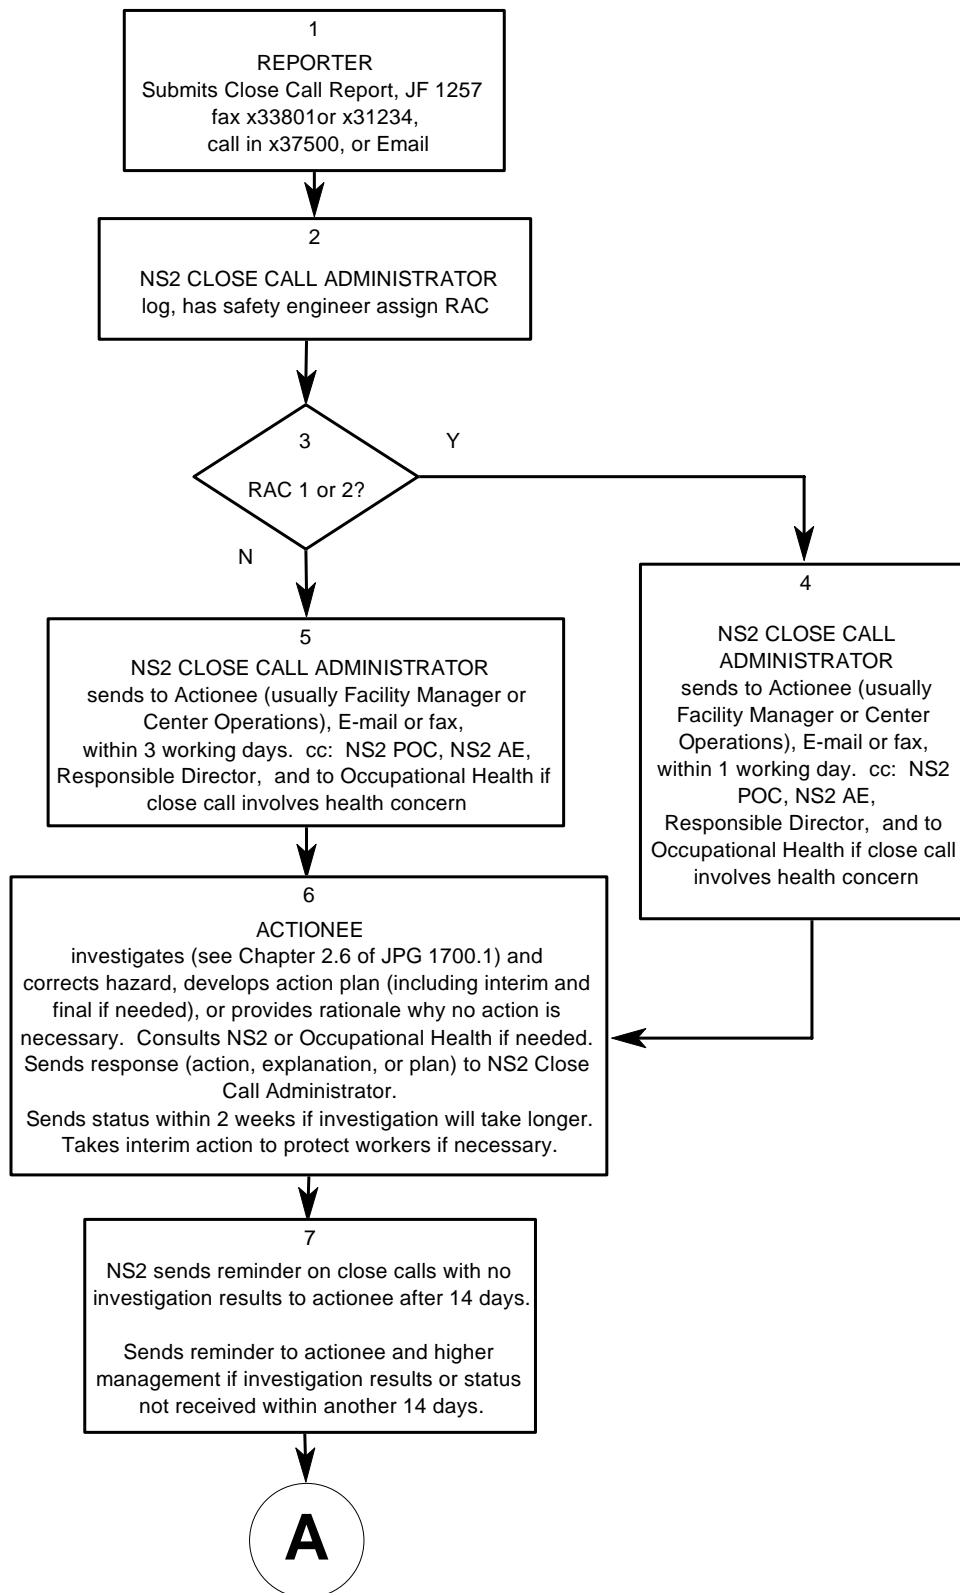 1
REPORTER
Submits Close Call Report, JF 1257
fax x33801or x31234,
call in x37500, or Email
2
NS2 CLOSE CALL ADMINISTRATOR
log, has safety engineer assign RAC
3
RAC 1 or 2?
Y
N
4
NS2 CLOSE CALL
ADMINISTRATOR
sends to Actionee (usually
Facility Manager or Center
Operations), E-mail or fax,
within 1 working day.  cc:  NS2
POC, NS2 AE,
Responsible Director,  and to
Occupational Health if close call
involves health concern
5
NS2 CLOSE CALL ADMINISTRATOR
sends to Actionee (usually Facility Manager or
Center Operations), E-mail or fax,
within 3 working days.  cc:  NS2 POC, NS2 AE,
Responsible Director,  and to Occupational Health if
close call involves health concern
6
ACTIONEE
investigates (see Chapter 2.6 of JPG 1700.1) and
corrects hazard, develops action plan (including interim and
final if needed), or provides rationale why no action is
necessary.  Consults NS2 or Occupational Health if needed.
Sends response (action, explanation, or plan) to NS2 Close
Call Administrator.
Sends status within 2 weeks if investigation will take longer.
Takes interim action to protect workers if necessary.
7
NS2 sends reminder on close calls with no
investigation results to actionee after 14 days.
Sends reminder to actionee and higher
management if investigation results or status
not received within another 14 days.
A